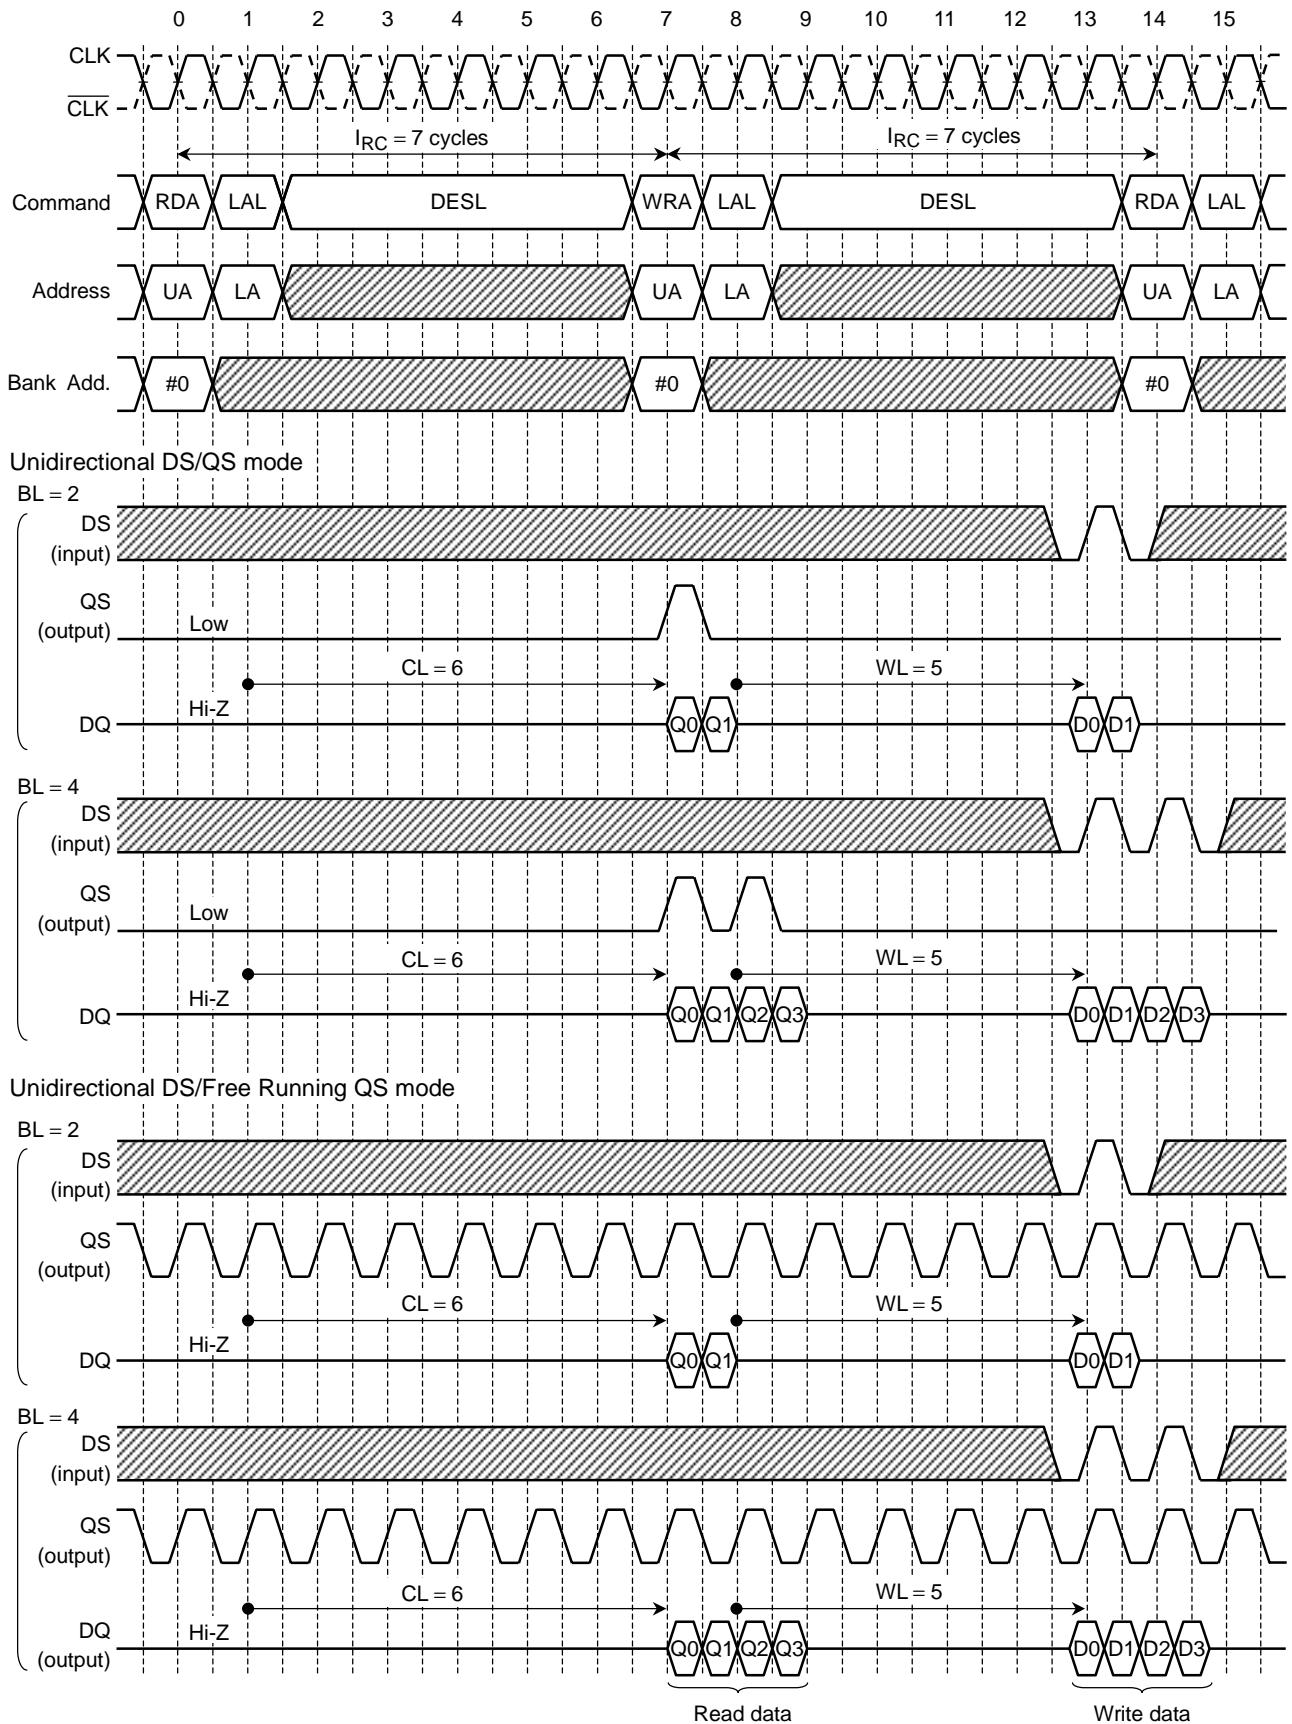 0 1 2 3 4 5 6 7 8 9 10 11 12 13 14 15
CLK
CLK
IRC = 7 cycles IRC = 7 cycles
Command RDA LAL DESL WRA LAL DESL RDA LAL
Address UA LA UA LA UA LA
Bank Add. #0 #0 #0
Unidirectional DS/QS mode
BL = 2
DS
(input)
QS
(output) Low
CL = 6 WL = 5
Hi-Z
DQ Q0 Q1 D0 D1
BL = 4
DS
(input)
QS
(output) Low
CL = 6 WL = 5
Hi-Z
DQ Q0 Q1 Q2 Q3 D0 D1 D2 D3
Unidirectional DS/Free Running QS mode
BL = 2
DS
(input)
QS
(output)
CL = 6 WL = 5
Hi-Z
DQ Q0 Q1 D0 D1
BL = 4
DS
(input)
QS
(output)
CL = 6 WL = 5
DQ Hi-Z
(output) Q0 Q1 Q2 Q3 D0 D1 D2 D3
Read data Write data